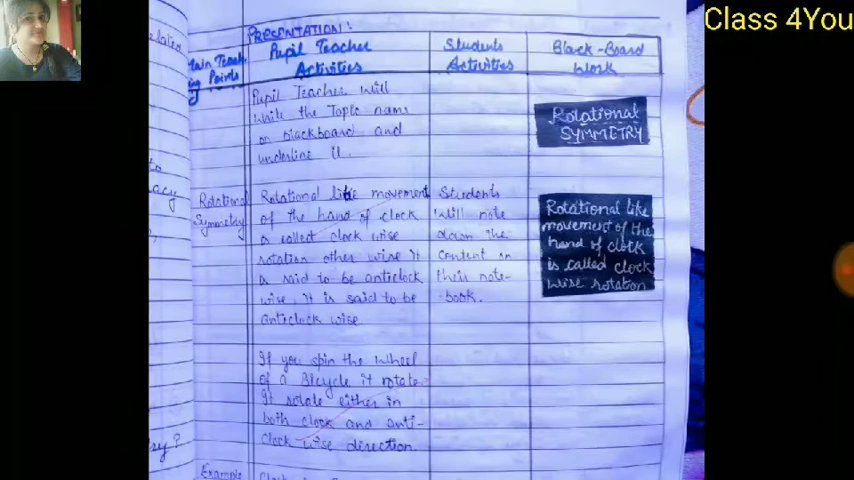 Class 4You
PRESENTATION:
Main Teach-
ing Points
Pupil Teacher
Activities
Students
Activities
Black-Board
Work
Pupil Teacher will
write the Topic name
on blackboard and
underline it.
ROTATIONAL
SYMMETRY
Rotational
Symmetry
Rotational like movement
of the hand of clock
is called clock wise
rotation other wise it
is said to be anticlock
wise. It is said to be
anticlock wise
Students
will note
down the
content in
their note-
-book.
Rotational like
movement of the
hand of clock
is called clock
wise rotation
If you spin the wheel
of a Bicycle it rotate.
It rotate either in
both clock and anti-
clock wise direction.
Example